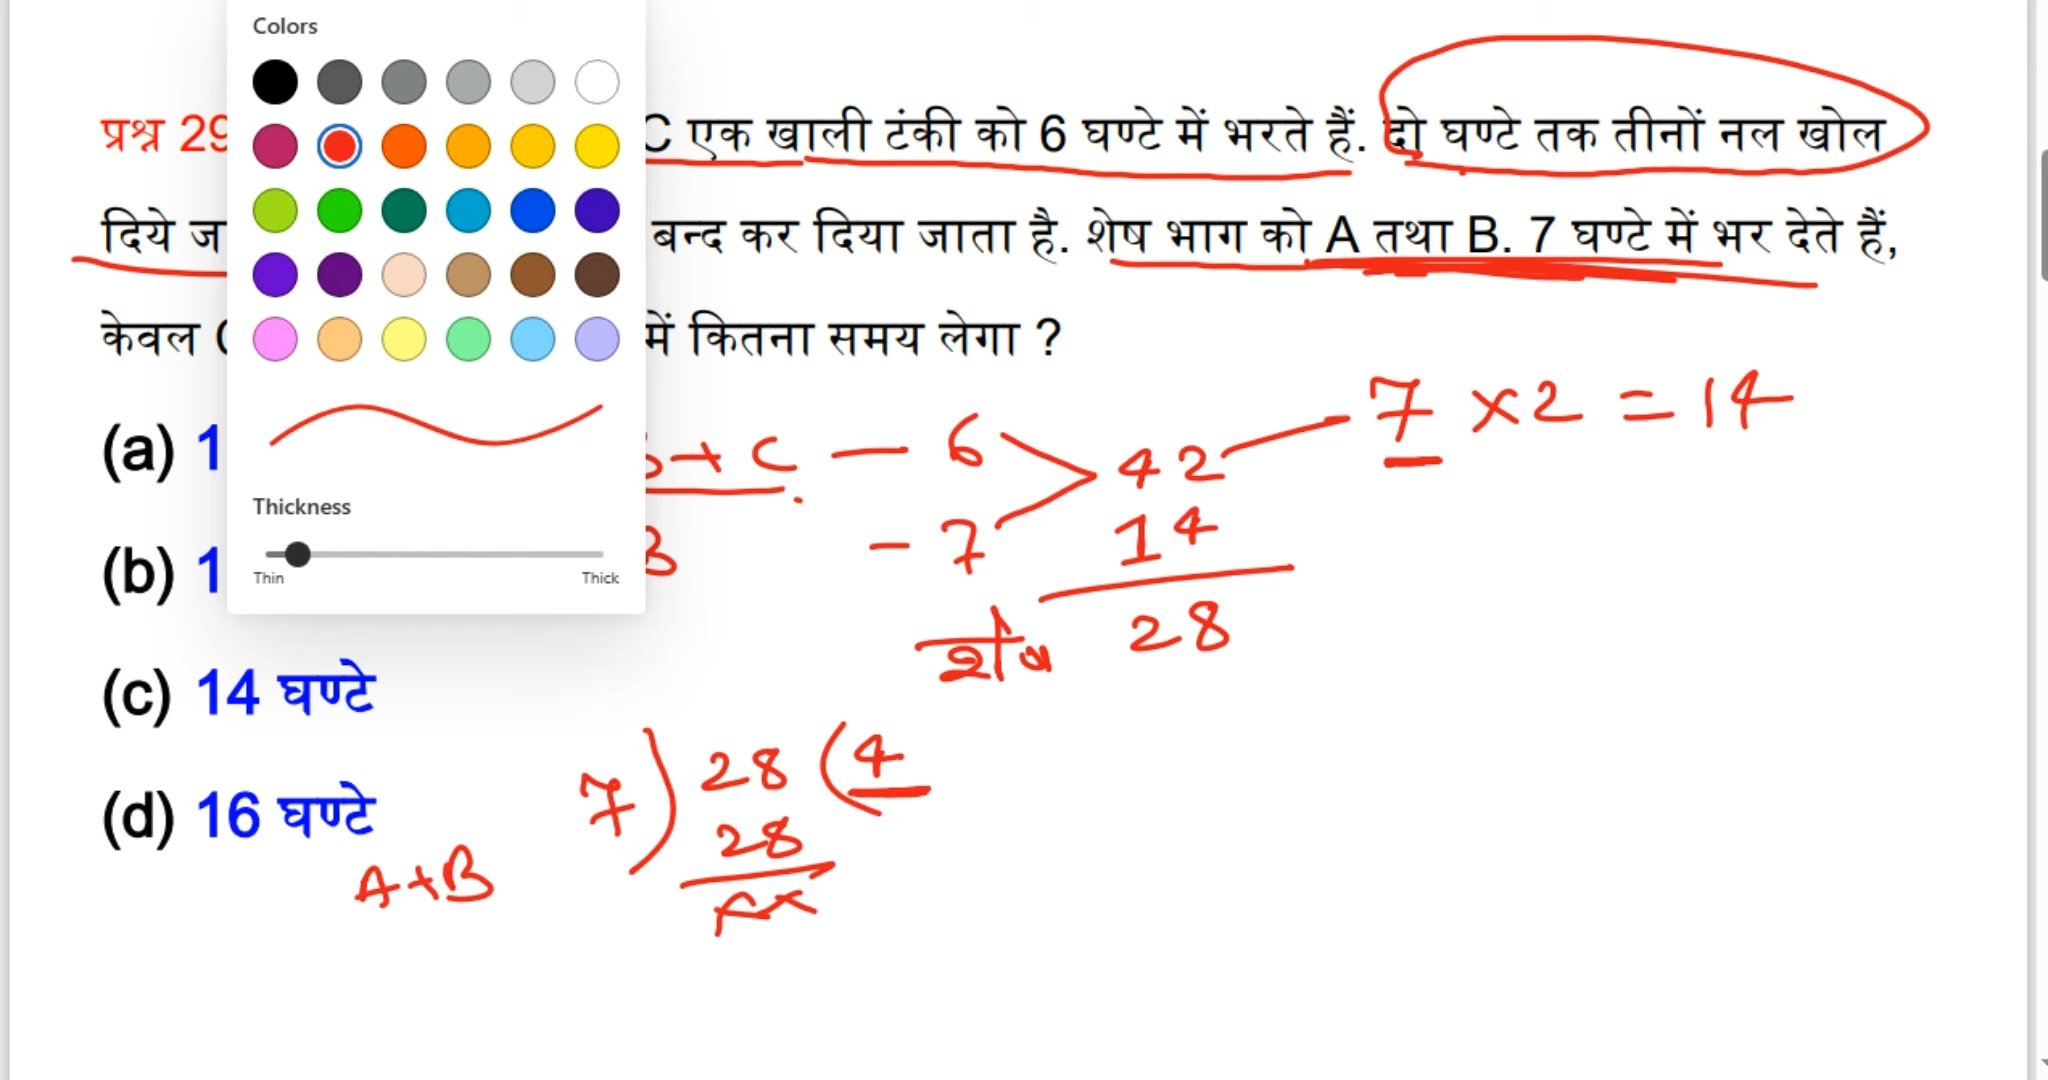 Colors
प्रश्न 29 C एक खाली टंकी को 6 घण्टे में भरते हैं. दो घण्टे तक तीनों नल खोल
दिये ज बन्द कर दिया जाता है. शेष भाग को A तथा B. 7 घण्टे में भर देते हैं,
केवल में कितना समय लेगा ?
7 × 2 = 14
(a) 1 + C — 6 42
Thickness
B - 7 14
(b) 1
Thin Thick
शेष 28
(c) 14 घण्टे
7 ) 28 ( 4
(d) 16 घण्टे
28
A+B
××